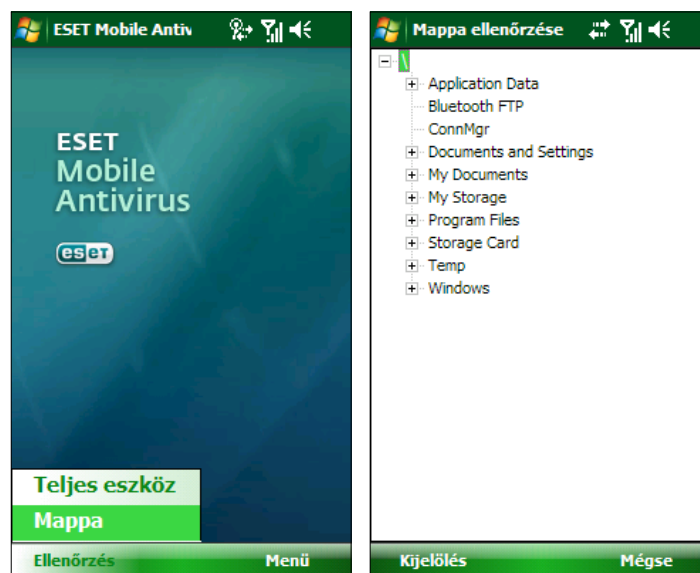 ESET Mobile Antiv
ESET
Mobile
Antivirus
eset
Teljes eszköz
Mappa
Ellenőrzés Menü
Mappa ellenőrzése
\
Application Data
Bluetooth FTP
ConnMgr
Documents and Settings
My Documents
My Storage
Program Files
Storage Card
Temp
Windows
Kijelölés Mégse